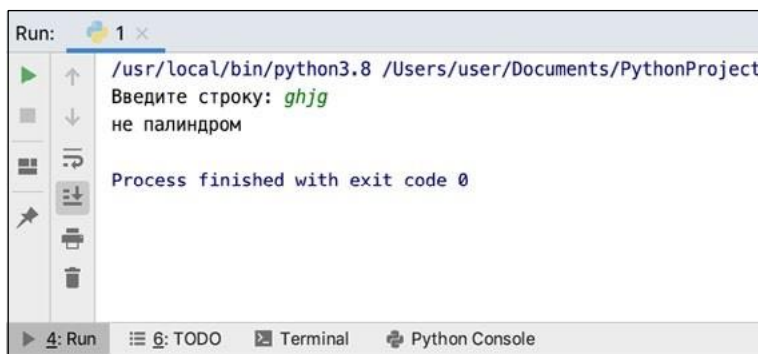 Run: 1
/usr/local/bin/python3.8 /Users/user/Documents/PythonProject
Введите строку: ghjg
не палиндром
Process finished with exit code 0
4: Run 6: TODO Terminal Python Console